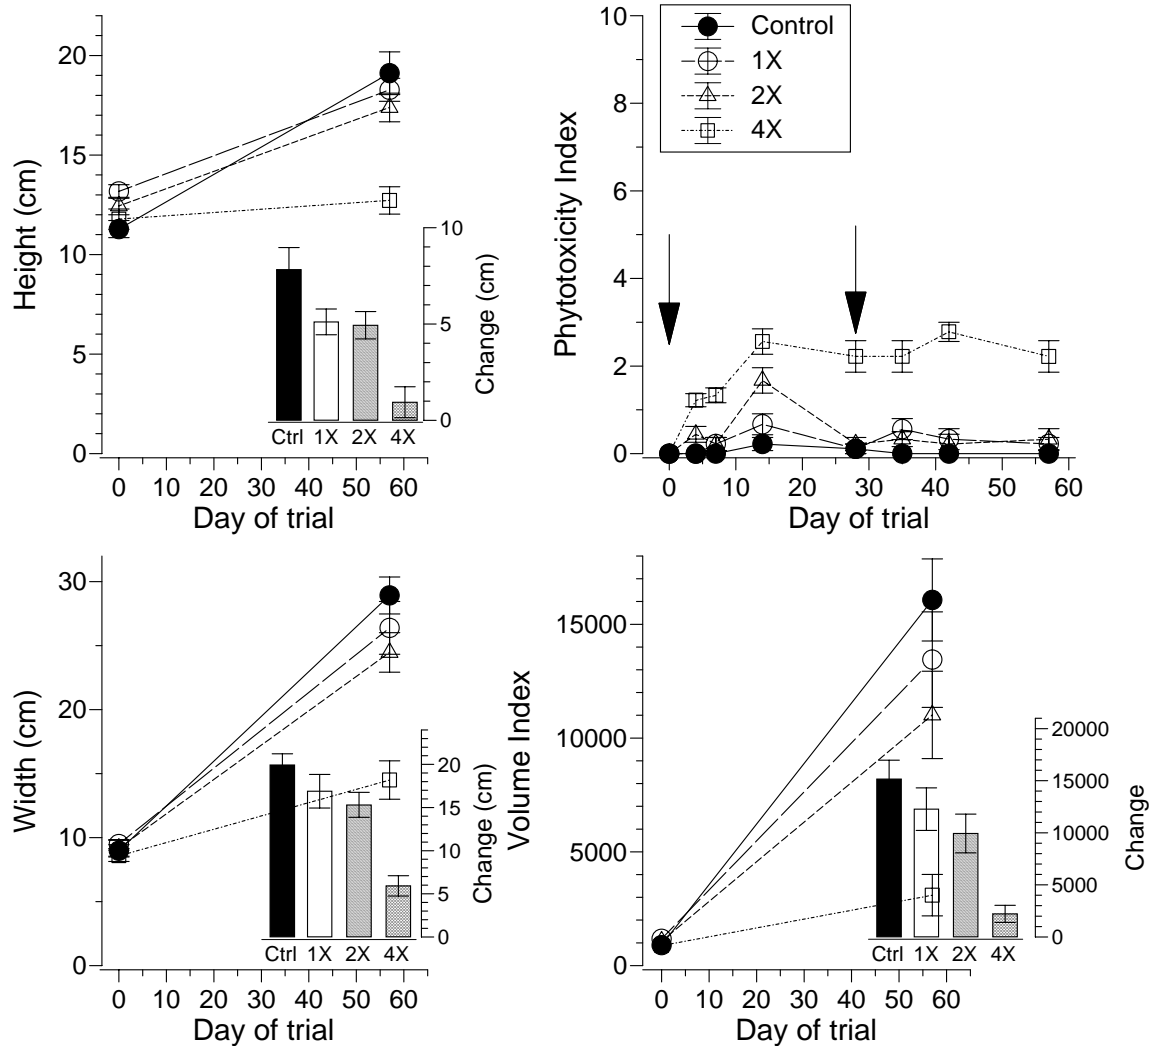 Height (cm)
20
15
10
5
0
0 10 20 30 40 50 60
Day of trial
10
5
0
Change (cm)
Ctrl 1X 2X 4X
Phytotoxicity Index
10
8
6
4
2
0
0 10 20 30 40 50 60
Day of trial
Control
1X
2X
4X
Width (cm)
30
20
10
0
0 10 20 30 40 50 60
Day of trial
20
15
10
5
0
Change (cm)
Ctrl 1X 2X 4X
Volume Index
15000
10000
5000
0
0 10 20 30 40 50 60
Day of trial
20000
15000
10000
5000
0
Change
Ctrl 1X 2X 4X